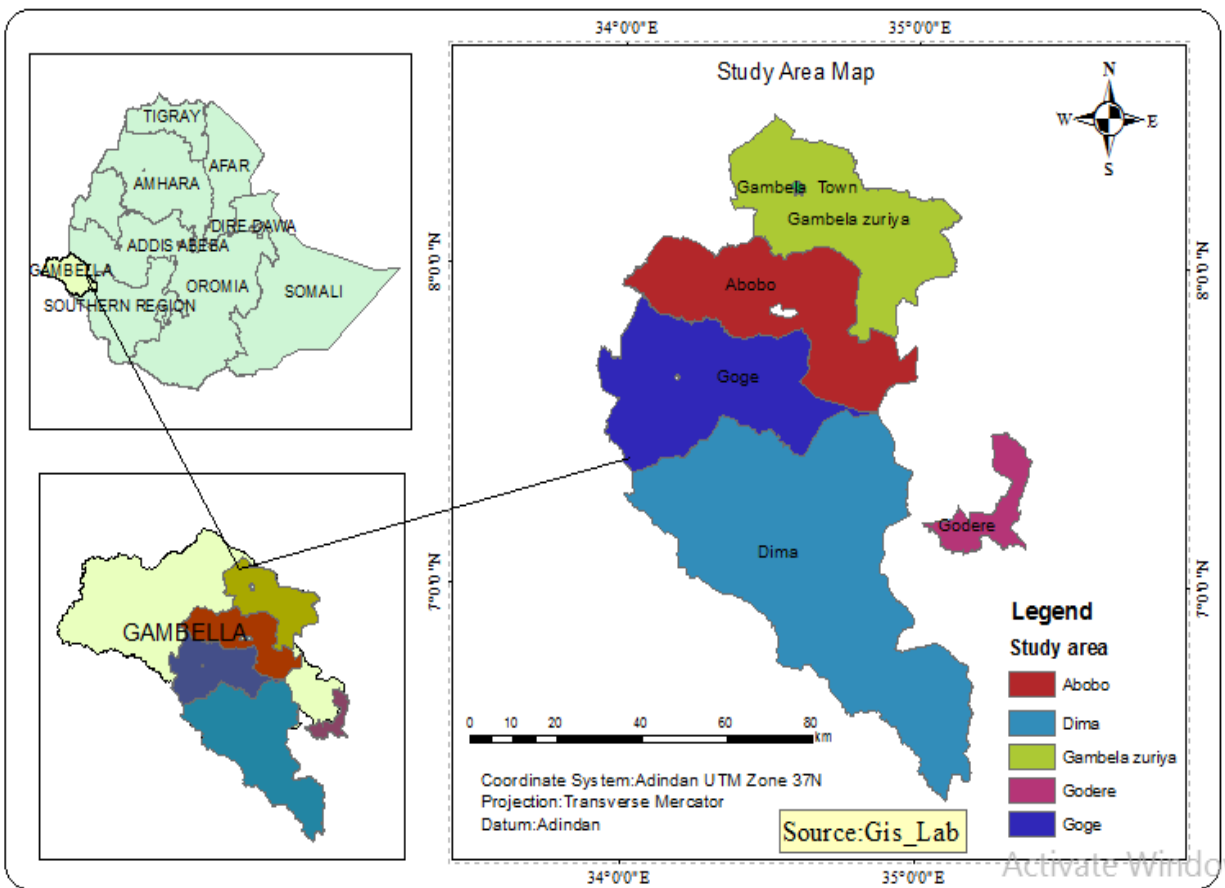 34°0'0"E 35°0'0"E
Study Area Map
N
W E
S
TIGRAY
AFAR
AMHARA
DIRE DAWA
ADDIS ABEBA
GAMBELLA
OROMIA
SOMALI
SOUTHERN REGION
8°0'0"N
8°0'0"N
Gambela Town
Gambela zuriya
Abobo
Goge
Godere
Dima
7°0'0"N
7°0'0"N
GAMBELLA
Legend
Study area
Abobo
Dima
Gambela zuriya
Godere
Goge
0 5 10 20 40 60 80
km
Coordinate System:Adindan UTM Zone 37N
Projection:Transverse Mercator
Datum:Adindan
Source:Gis_Lab
Activate Windo
34°0'0"E 35°0'0"E